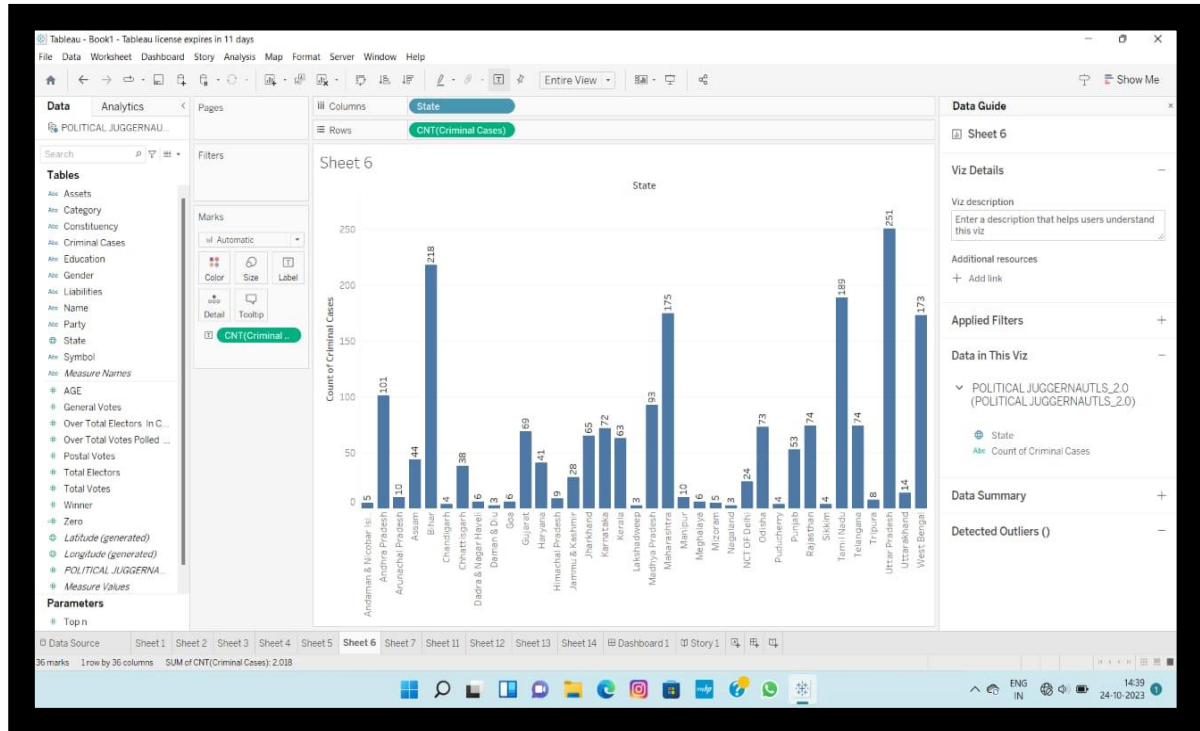 Tableau - Book1 - Tableau license expires in 11 days
File Data Worksheet Dashboard Story Analysis Map Format Server Window Help
Entire View
Show Me
Data Analytics
POLITICAL JUGGERNAU...
Search
Tables
Abc Assets
Abc Category
Abc Constituency
Abc Criminal Cases
Abc Education
Abc Gender
Abc Liabilities
Abc Name
Abc Party
State
Abc Symbol
Abc Measure Names
# AGE
# General Votes
# Over Total Electors In C...
# Over Total Votes Polled ...
# Postal Votes
# Total Electors
# Total Votes
# Winner
Zero
Latitude (generated)
Longitude (generated)
# POLITICAL JUGGERNA...
# Measure Values
Parameters
# Top n
Pages
Filters
Marks
Automatic
Color Size Label
Detail Tooltip
CNT(Criminal ..
Columns State
Rows CNT(Criminal Cases)
Sheet 6
State
Count of Criminal Cases
250
200
150
100
50
0
5
101
10
44
218
4
38
6
3
6
69
41
9
28
65
72
63
3
93
175
10
6
5
3
24
73
4
53
74
4
189
74
8
251
14
173
Andaman & Nicobar Isl..
Andhra Pradesh
Arunachal Pradesh
Assam
Bihar
Chandigarh
Chhattisgarh
Dadra & Nagar Haveli
Daman & Diu
Goa
Gujarat
Haryana
Himachal Pradesh
Jammu & Kashmir
Jharkhand
Karnataka
Kerala
Lakshadweep
Madhya Pradesh
Maharashtra
Manipur
Meghalaya
Mizoram
Nagaland
NCT OF Delhi
Odisha
Puducherry
Punjab
Rajasthan
Sikkim
Tamil Nadu
Telangana
Tripura
Uttar Pradesh
Uttarakhand
West Bengal
Data Guide
Sheet 6
Viz Details
Viz description
Enter a description that helps users understand
this viz
Additional resources
+ Add link
Applied Filters
Data in This Viz
POLITICAL JUGGERNAUTLS_2.0
(POLITICAL JUGGERNAUTLS_2.0)
State
Abc Count of Criminal Cases
Data Summary
Detected Outliers ()
Data Source Sheet 1 Sheet 2 Sheet 3 Sheet 4 Sheet 5 Sheet 6 Sheet 7 Sheet 11 Sheet 12 Sheet 13 Sheet 14 Dashboard 1 Story 1
36 marks 1 row by 36 columns SUM of CNT(Criminal Cases): 2,018
ENG
IN
14:39
24-10-2023
1